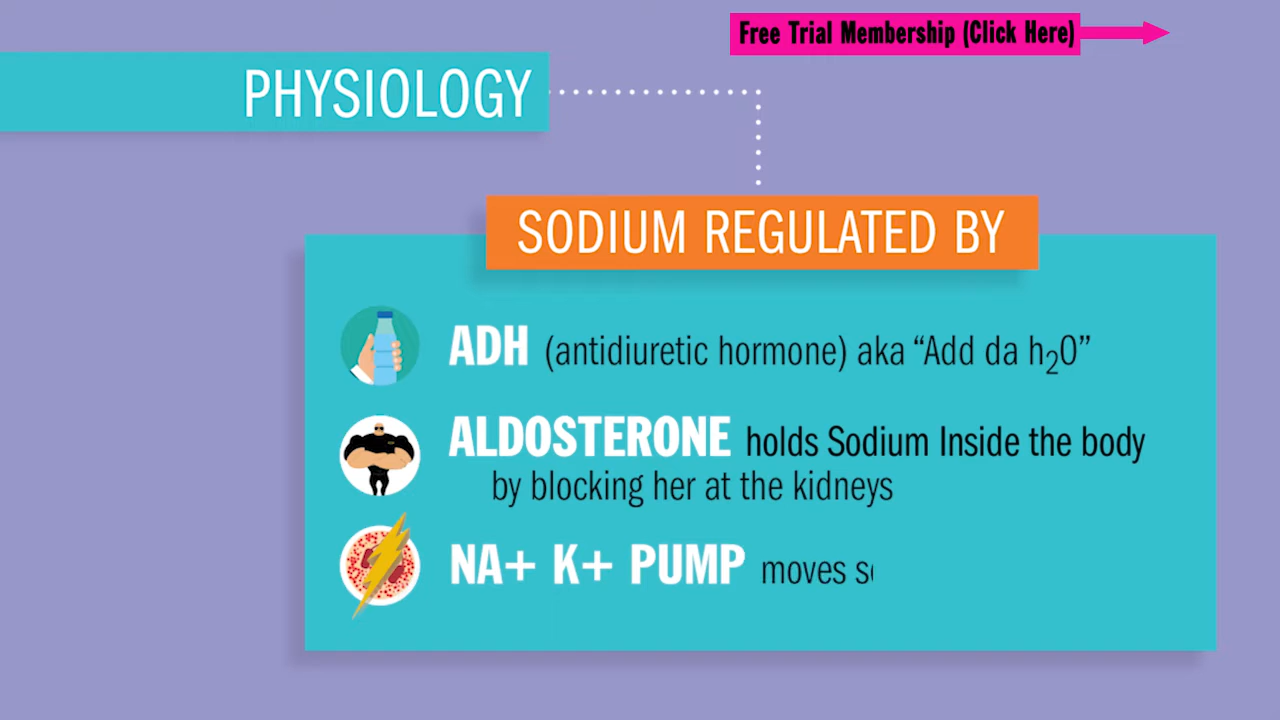 Free Trial Membership (Click Here)
PHYSIOLOGY
SODIUM REGULATED BY
ADH (antidiuretic hormone) aka “Add da h₂O”
ALDOSTERONE holds Sodium Inside the body
by blocking her at the kidneys
NA+ K+ PUMP moves